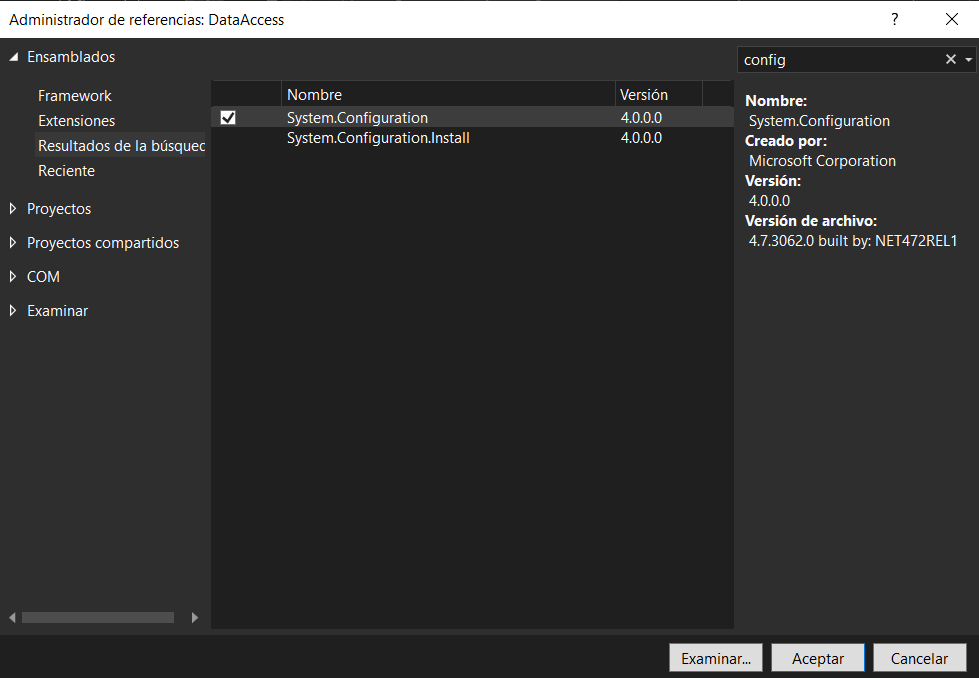 Administrador de referencias: DataAccess
?
Ensamblados
Framework
Extensiones
Resultados de la búsquec
Reciente
Proyectos
Proyectos compartidos
COM
Examinar
Nombre Versión
System.Configuration 4.0.0.0
System.Configuration.Install 4.0.0.0
config
Nombre:
System.Configuration
Creado por:
Microsoft Corporation
Versión:
4.0.0.0
Versión de archivo:
4.7.3062.0 built by: NET472REL1
Examinar... Aceptar Cancelar